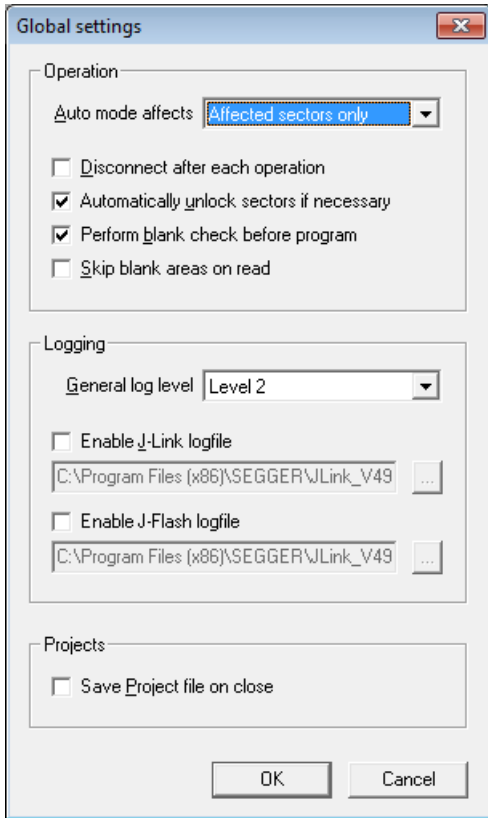 Global settings
Operation
Auto mode affects Affected sectors only
Disconnect after each operation
Automatically unlock sectors if necessary
Perform blank check before program
Skip blank areas on read
Logging
General log level Level 2
Enable J-Link logfile
C:\Program Files (x86)\SEGGER\JLink_V49 ...
Enable J-Flash logfile
C:\Program Files (x86)\SEGGER\JLink_V49 ...
Projects
Save Project file on close
OK Cancel